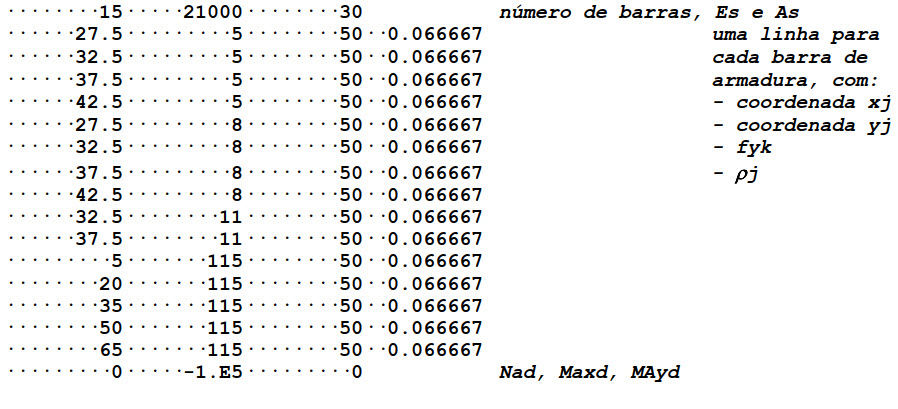 ········15·····21000········30 número de barras, Es e As
······27.5·········5········50··0.066667 uma linha para
······32.5·········5········50··0.066667 cada barra de
······37.5·········5········50··0.066667 armadura, com:
······42.5·········5········50··0.066667 - coordenada xj
······27.5·········8········50··0.066667 - coordenada yj
······32.5·········8········50··0.066667 - fyk
······37.5·········8········50··0.066667 - ρj
······42.5·········8········50··0.066667
······32.5········11········50··0.066667
······37.5········11········50··0.066667
·········5·······115········50··0.066667
········20·······115········50··0.066667
········35·······115········50··0.066667
········50·······115········50··0.066667
········65·······115········50··0.066667
·········0·····-1.E5·········0 Nad, Maxd, MAyd